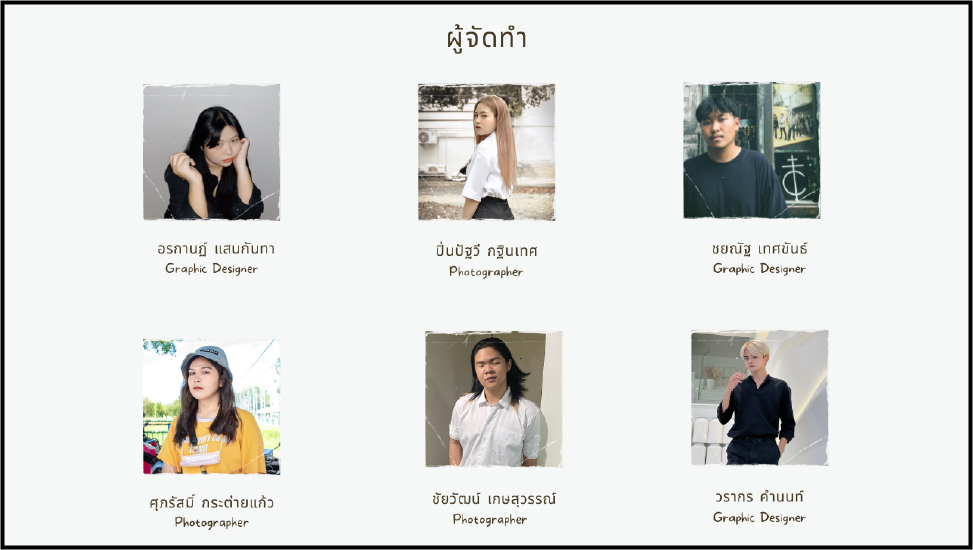 ผู้จัดทำ
อรภานฏ์ แสนกันทา
Graphic Designer
ปิ่นปัฐวี กฐินเทศ
Photographer
ชยณัฐ เทศขันธ์
Graphic Designer
ศุภรัสมิ์ กระต่ายแก้ว
Photographer
ชัยวัฒน์ เกษสุวรรณ์
Photographer
วรากร คำนนท์
Graphic Designer